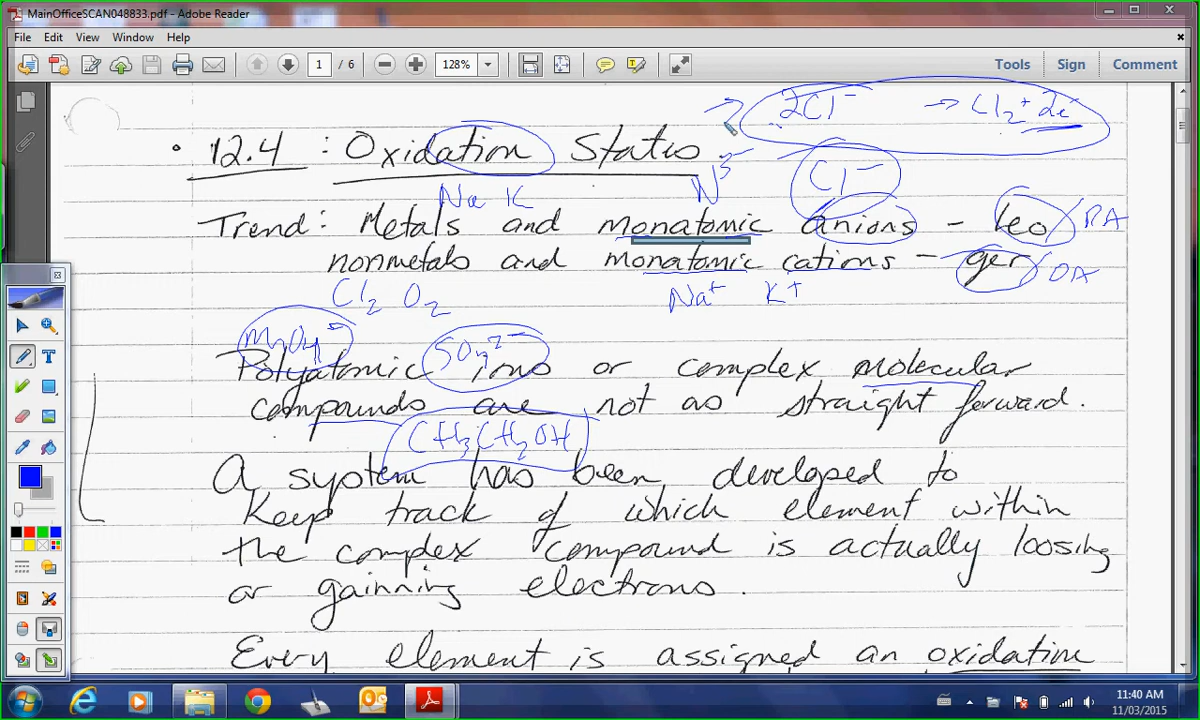 MainOfficeSCAN048833.pdf - Adobe Reader
File Edit View Window Help
1 / 6 128% Tools Sign Comment
2Cl⁻ → Cl₂ + 2e⁻
• 12.4 : Oxidation States
N³⁻ Cl⁻
Na K
Trend: Metals and monatomic anions - leo / RA
nonmetals and monatomic cations - ger / OA
Cl₂ O₂ Na⁺ K⁺
MnO₄⁻ SO₄²⁻
Polyatomic ions or complex molecular
compounds are not as straight forward.
CH₃CH₂OH
A system has been developed to
Keep track of which element within
the complex compound is actually loosing
or gainning electrons.
Every element is assigned an oxidation
11:40 AM
11/03/2015